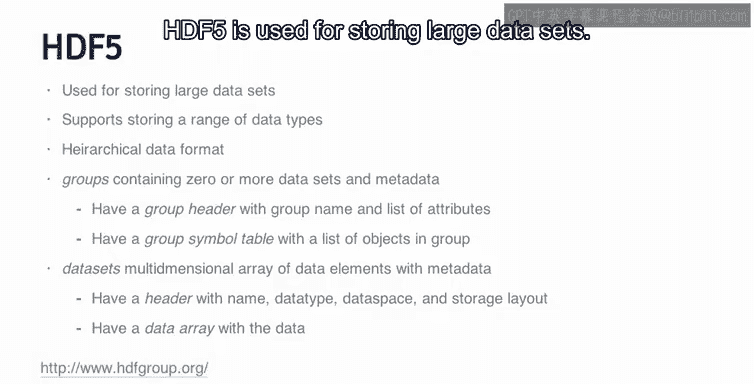 HDF5 is used for storing large data sets.
HDF5
· Used for storing large data sets
· Supports storing a range of data types
· Heirarchical data format
· groups containing zero or more data sets and metadata
- Have a group header with group name and list of attributes
- Have a group symbol table with a list of objects in group
· datasets multidmensional array of data elements with metadata
- Have a header with name, datatype, dataspace, and storage layout
- Have a data array with the data
http://www.hdfgroup.org/